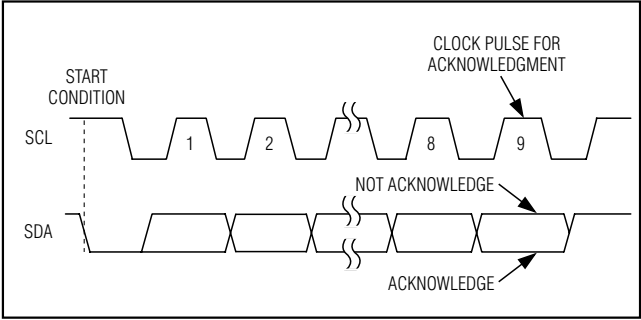 CLOCK PULSE FOR
ACKNOWLEDGMENT
START
CONDITION
SCL
1
2
8
9
NOT ACKNOWLEDGE
SDA
ACKNOWLEDGE